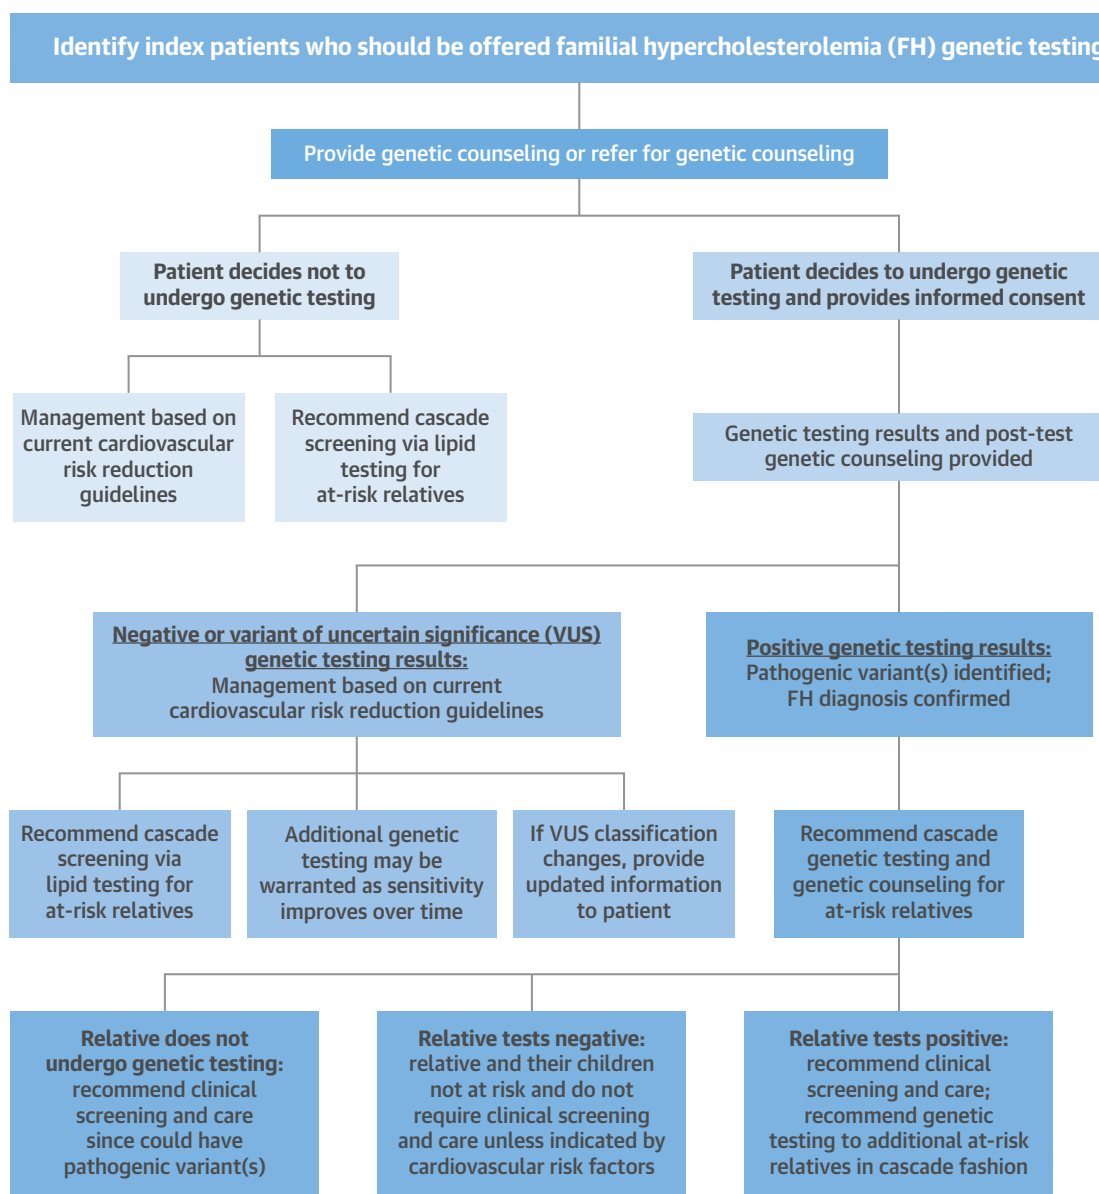 Identify index patients who should be offered familial hypercholesterolemia (FH) genetic testing
Provide genetic counseling or refer for genetic counseling
Patient decides not to
undergo genetic testing
Patient decides to undergo genetic
testing and provides informed consent
Management based on
current cardiovascular
risk reduction
guidelines
Recommend cascade
screening via lipid
testing for
at-risk relatives
Genetic testing results and post-test
genetic counseling provided
Negative or variant of uncertain significance (VUS)
genetic testing results:
Management based on current
cardiovascular risk reduction guidelines
Positive genetic testing results:
Pathogenic variant(s) identified;
FH diagnosis confirmed
Recommend cascade
screening via
lipid testing for
at-risk relatives
Additional genetic
testing may be
warranted as sensitivity
improves over time
If VUS classification
changes, provide
updated information
to patient
Recommend cascade
genetic testing and
genetic counseling for
at-risk relatives
Relative does not
undergo genetic testing:
recommend clinical
screening and care
since could have
pathogenic variant(s)
Relative tests negative:
relative and their children
not at risk and do not
require clinical screening
and care unless indicated by
cardiovascular risk factors
Relative tests positive:
recommend clinical
screening and care;
recommend genetic
testing to additional at-risk
relatives in cascade fashion